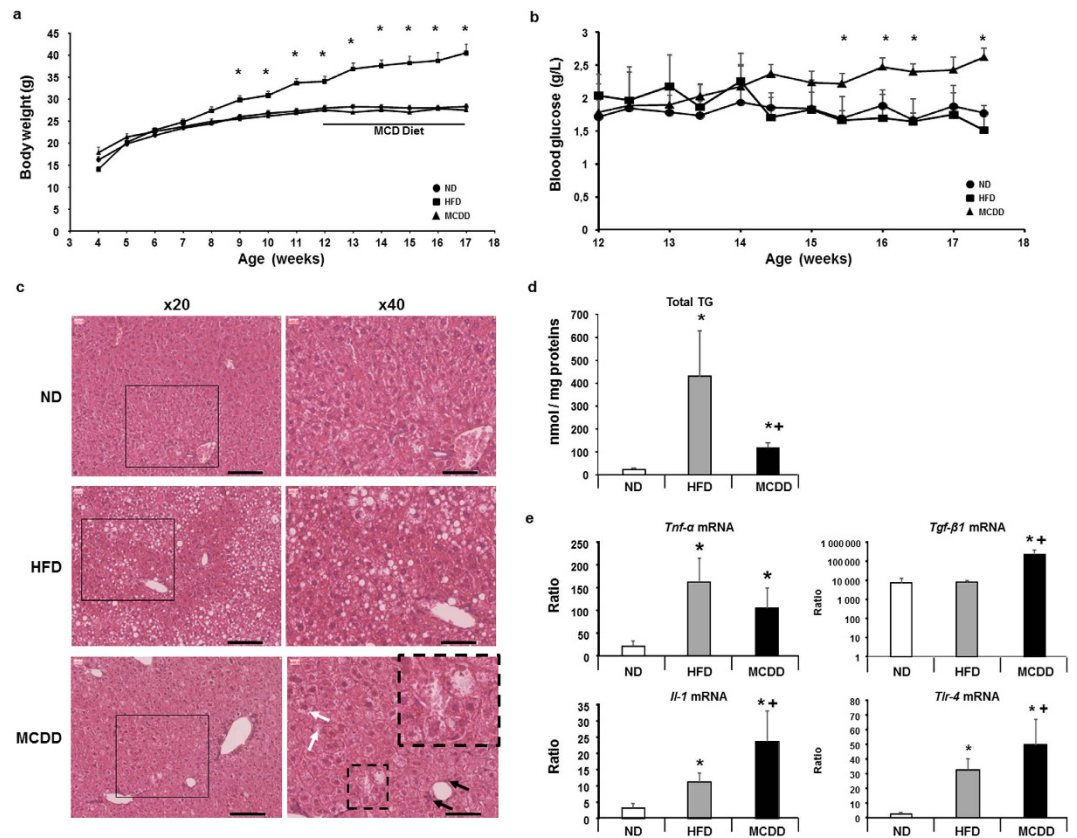 a
Body weight (g)
45
40
35
30
25
20
15
10
5
0
* * * * * * * * *
MCD Diet
ND
HFD
MCDD
3 4 5 6 7 8 9 10 11 12 13 14 15 16 17 18
Age (weeks)
b
Blood glucose (g/L)
3
2,5
2
1,5
1
0,5
0
* * * *
ND
HFD
MCDD
12 13 14 15 16 17 18
Age (weeks)
c
x20 x40
ND
HFD
MCDD
d
Total TG
nmol / mg proteins
700
600
500
400
300
200
100
0
*
*+
ND HFD MCDD
e
Tnf-α mRNA
Ratio
250
200
150
100
50
0
*
*
ND HFD MCDD
Tgf-β1 mRNA
Ratio
1 000 000
10 000
1 000
100
10
1
*+
ND HFD MCDD
Il-1 mRNA
Ratio
35
30
25
20
15
10
5
0
*
*+
ND HFD MCDD
Tlr-4 mRNA
Ratio
80
70
60
50
40
30
20
10
0
*
*+
ND HFD MCDD